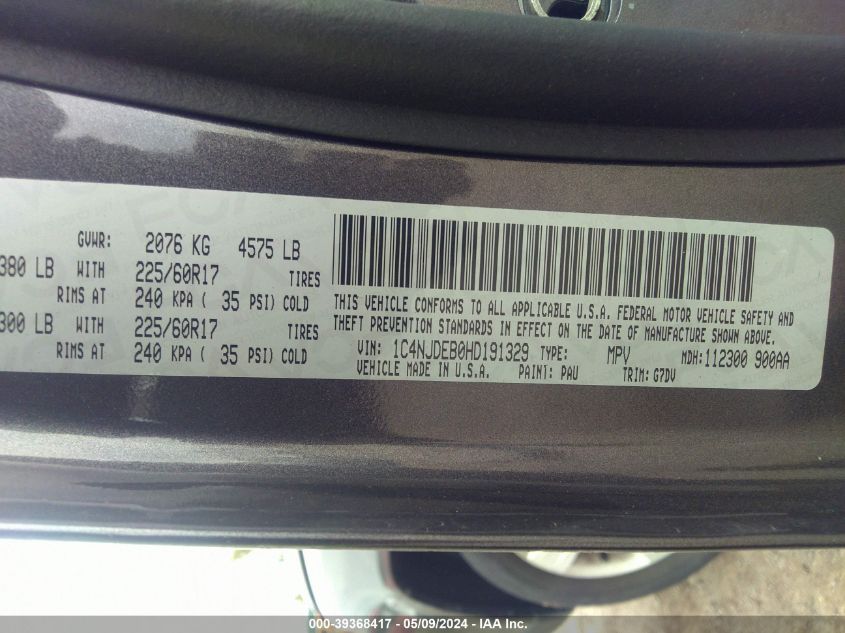 GVWR: 2076 KG 4575 LB
380 LB WITH 225/60R17 TIRES
RIMS AT 240 KPA ( 35 PSI) COLD
300 LB WITH 225/60R17 TIRES
RIMS AT 240 KPA ( 35 PSI) COLD
THIS VEHICLE CONFORMS TO ALL APPLICABLE U.S.A. FEDERAL MOTOR VEHICLE SAFETY AND
THEFT PREVENTION STANDARDS IN EFFECT ON THE DATE OF MANUFACTURE SHOWN ABOVE.
VIN: 1C4NJDEB0HD191329 TYPE: MPV MDH:112300 900AA
VEHICLE MADE IN U.S.A. PAINT: PAU TRIM: G7DV
000-39368417 - 05/09/2024 - IAA Inc.